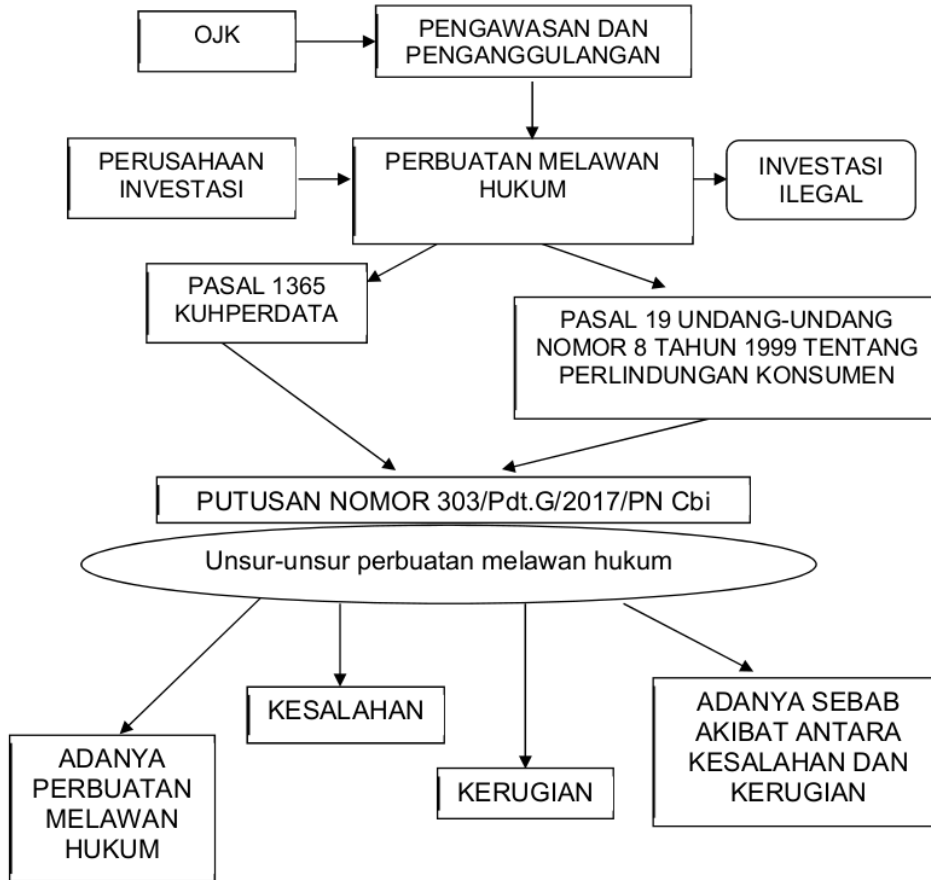 OJK
PENGAWASAN DAN
PENGANGGULANGAN
PERUSAHAAN
INVESTASI
PERBUATAN MELAWAN
HUKUM
INVESTASI
ILEGAL
PASAL 1365
KUHPERDATA
PASAL 19 UNDANG-UNDANG
NOMOR 8 TAHUN 1999 TENTANG
PERLINDUNGAN KONSUMEN
PUTUSAN NOMOR 303/Pdt.G/2017/PN Cbi
Unsur-unsur perbuatan melawan hukum
ADANYA
PERBUATAN
MELAWAN
HUKUM
KESALAHAN
KERUGIAN
ADANYA SEBAB
AKIBAT ANTARA
KESALAHAN DAN
KERUGIAN